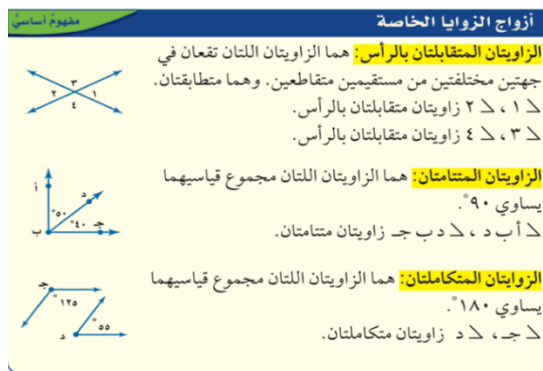 أزواج الزوايا الخاصة
مفهوم أساسي
الزاويتان المتقابلتان بالرأس: هما الزاويتان اللتان تقعان في
جهتين مختلفتين من مستقيمين متقاطعين. وهما متطابقتان.
∠ ١ ، ∠ ٢ زاويتان متقابلتان بالرأس.
∠ ٣ ، ∠ ٤ زاويتان متقابلتان بالرأس.
٣
٢ ١
٤
الزاويتان المتتامتان: هما الزاويتان اللتان مجموع قياسيهما
يساوي ٩٠°.
∠ أ ب د ، ∠ د ب جـ زاويتان متتامتان.
أ
د
٥٠°
٤٠° جـ
ب
الزوايتان المتكاملتان: هما الزاويتان اللتان مجموع قياسيهما
يساوي ١٨٠°.
∠ جـ ، ∠ د زاويتان متكاملتان.
جـ
١٢٥°
٥٥°
د